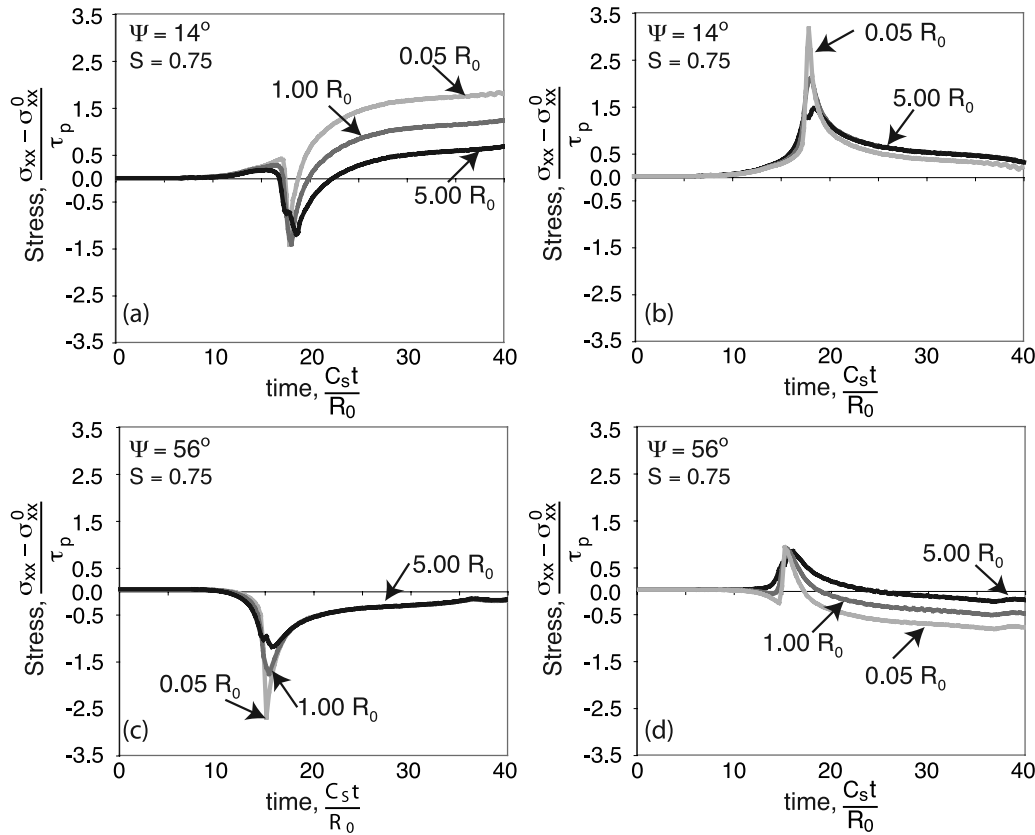 3.5
Ψ = 14°
S = 0.75
2.5
1.5
0.5
0.0
-0.5
-1.5
-2.5
-3.5
0.05 R₀
1.00 R₀
5.00 R₀
(a)
Stress, σxx – σ⁰xx / τp
0 10 20 30 40
time, Cₛt / R₀
3.5
Ψ = 14°
S = 0.75
2.5
1.5
0.5
0.0
-0.5
-1.5
-2.5
-3.5
0.05 R₀
5.00 R₀
(b)
Stress, σxx – σ⁰xx / τp
0 10 20 30 40
time, Cₛt / R₀
3.5
Ψ = 56°
S = 0.75
2.5
1.5
0.5
0.0
-0.5
-1.5
-2.5
-3.5
5.00 R₀
0.05 R₀
1.00 R₀
(c)
Stress, σxx – σ⁰xx / τp
0 10 20 30 40
time, Cₛt / R₀
3.5
Ψ = 56°
S = 0.75
2.5
1.5
0.5
0.0
-0.5
-1.5
-2.5
-3.5
5.00 R₀
1.00 R₀
0.05 R₀
(d)
Stress, σxx – σ⁰xx / τp
0 10 20 30 40
time, Cₛt / R₀